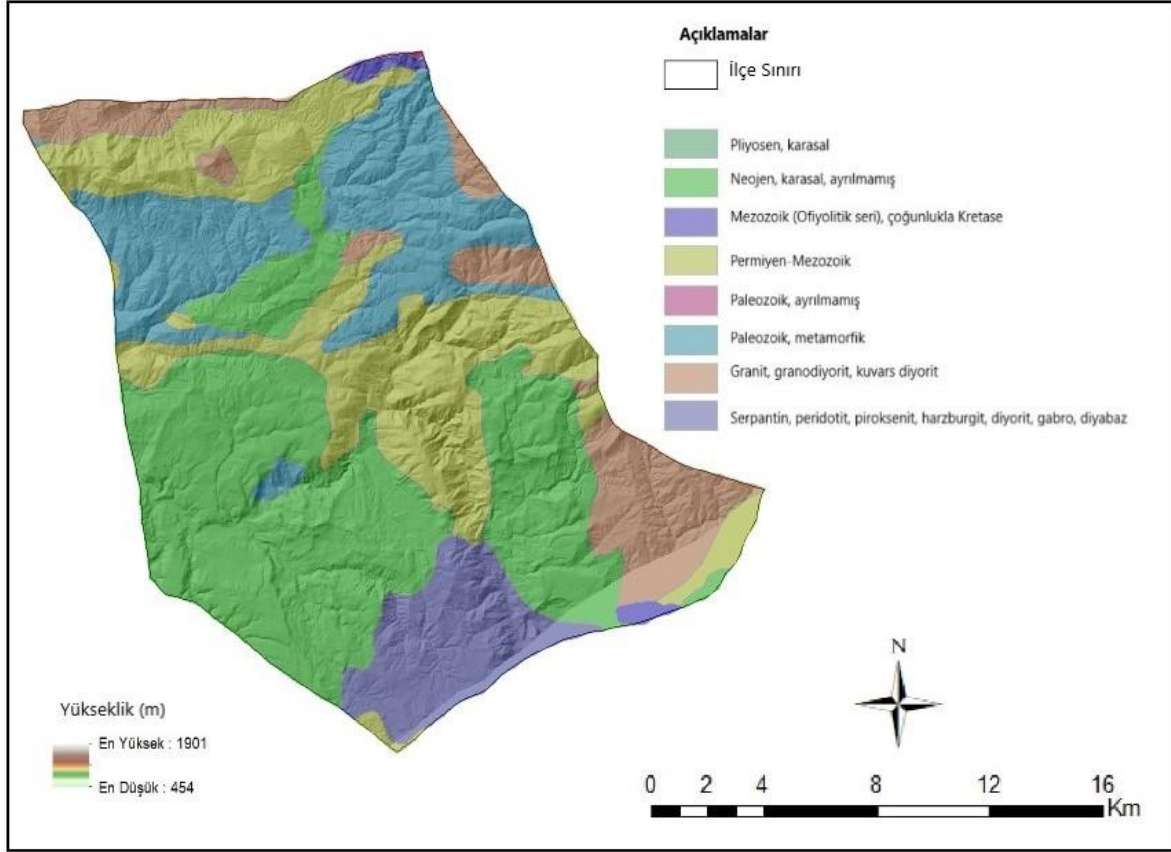 Açıklamalar
İlçe Sınırı
Pliyosen, karasal
Neojen, karasal, ayrılmamış
Mezozoik (Ofiyolitik seri), çoğunlukla Kretase
Permiyen-Mezozoik
Paleozoik, ayrılmamış
Paleozoik, metamorfik
Granit, granodiyorit, kuvars diyorit
Serpantin, peridotit, piroksenit, harzburgit, diyorit, gabro, diyabaz
Yükseklik (m)
En Yüksek : 1901
En Düşük : 454
N
0 2 4 8 12 16
Km